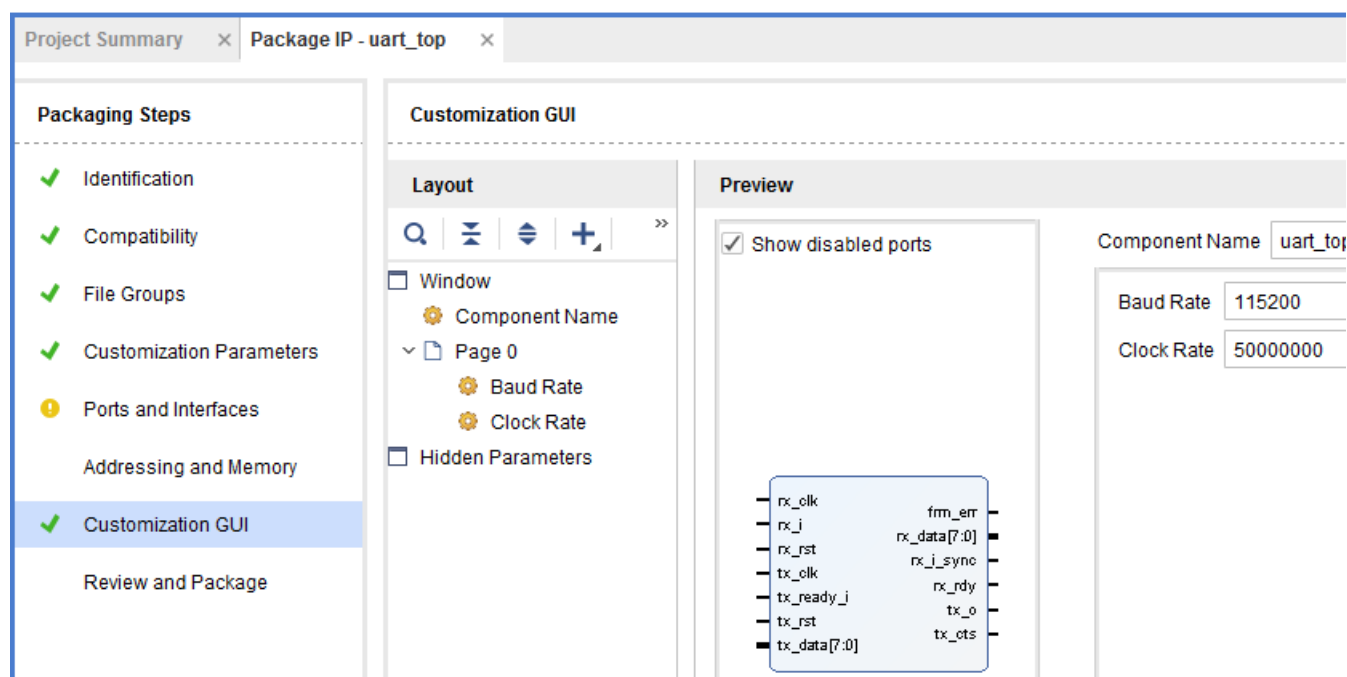 Project Summary
Package IP - uart_top
Packaging Steps
Identification
Compatibility
File Groups
Customization Parameters
Ports and Interfaces
Addressing and Memory
Customization GUI
Review and Package
Customization GUI
Layout
Window
Component Name
Page 0
Baud Rate
Clock Rate
Hidden Parameters
Preview
Show disabled ports
rx_clk
rx_i
rx_rst
tx_clk
tx_ready_i
tx_rst
tx_data[7:0]
frm_err
rx_data[7:0]
rx_i_sync
rx_rdy
tx_o
tx_cts
Component Name uart_top
Baud Rate 115200
Clock Rate 50000000